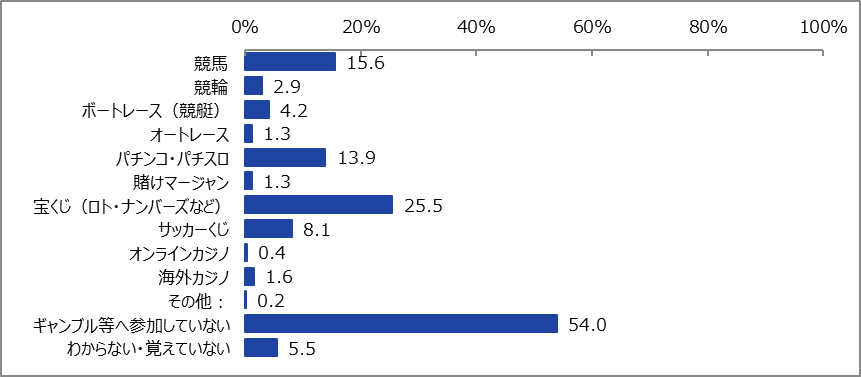 0% 20% 40% 60% 80% 100%
競馬 15.6
競輪 2.9
ボートレース（競艇） 4.2
オートレース 1.3
パチンコ・パチスロ 13.9
賭けマージャン 1.3
宝くじ（ロト・ナンバーズなど） 25.5
サッカーくじ 8.1
オンラインカジノ 0.4
海外カジノ 1.6
その他： 0.2
ギャンブル等へ参加していない 54.0
わからない・覚えていない 5.5